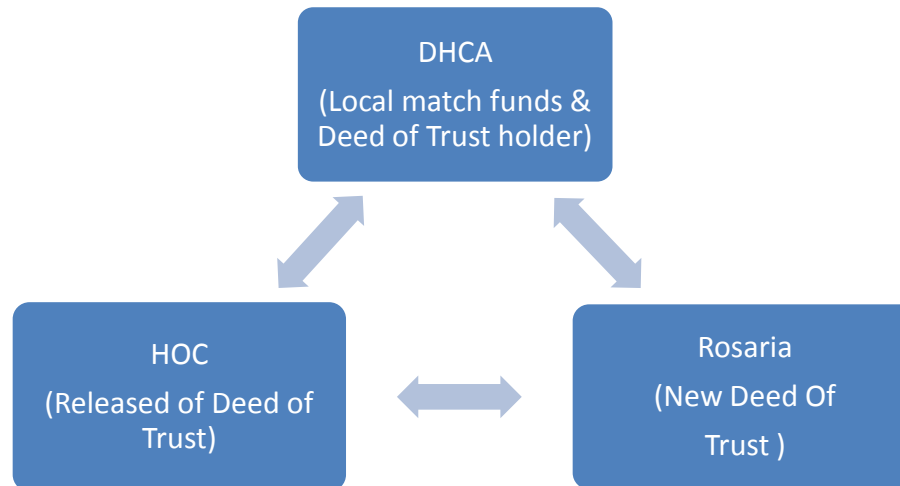 DHCA
(Local match funds &
Deed of Trust holder)
HOC
(Released of Deed of
Trust)
Rosaria
(New Deed Of
Trust )